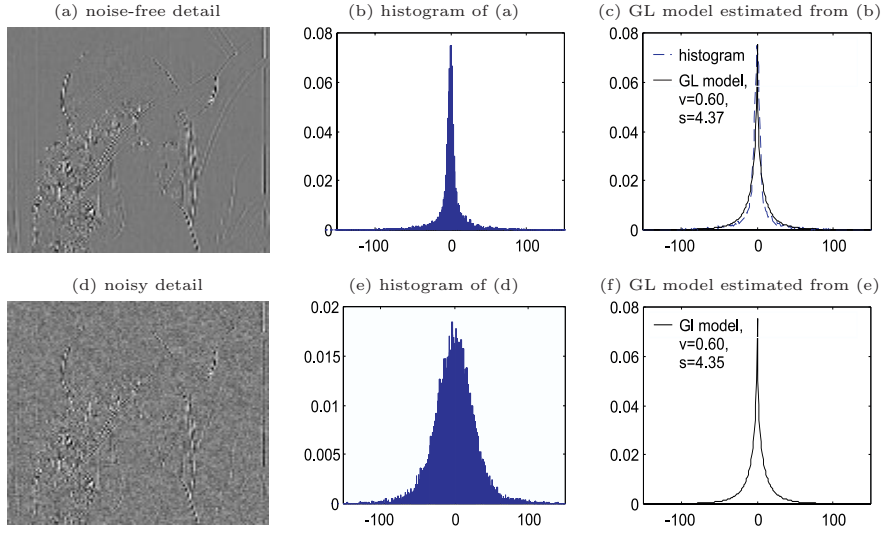 (a) noise-free detail
(b) histogram of (a)
(c) GL model estimated from (b)
0.08
0.06
0.04
0.02
0
-100
0
100
0.08
0.06
0.04
0.02
0
histogram
GL model,
v=0.60,
s=4.37
-100
0
100
(d) noisy detail
(e) histogram of (d)
(f) GL model estimated from (e)
0.02
0.015
0.01
0.005
0
-100
0
100
0.08
0.06
0.04
0.02
0
Gl model,
v=0.60,
s=4.35
-100
0
100